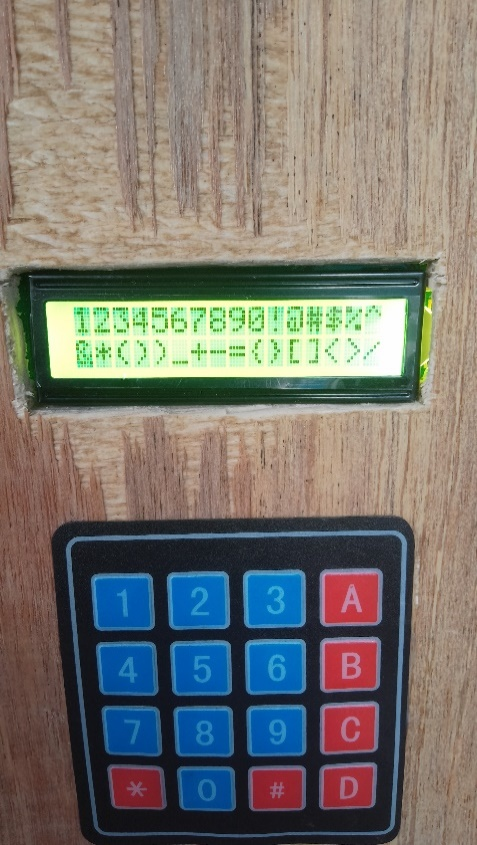 1234567890!@#$%^
&*()_+-={}[]<>/
1 2 3 A
4 5 6 B
7 8 9 C
* 0 # D